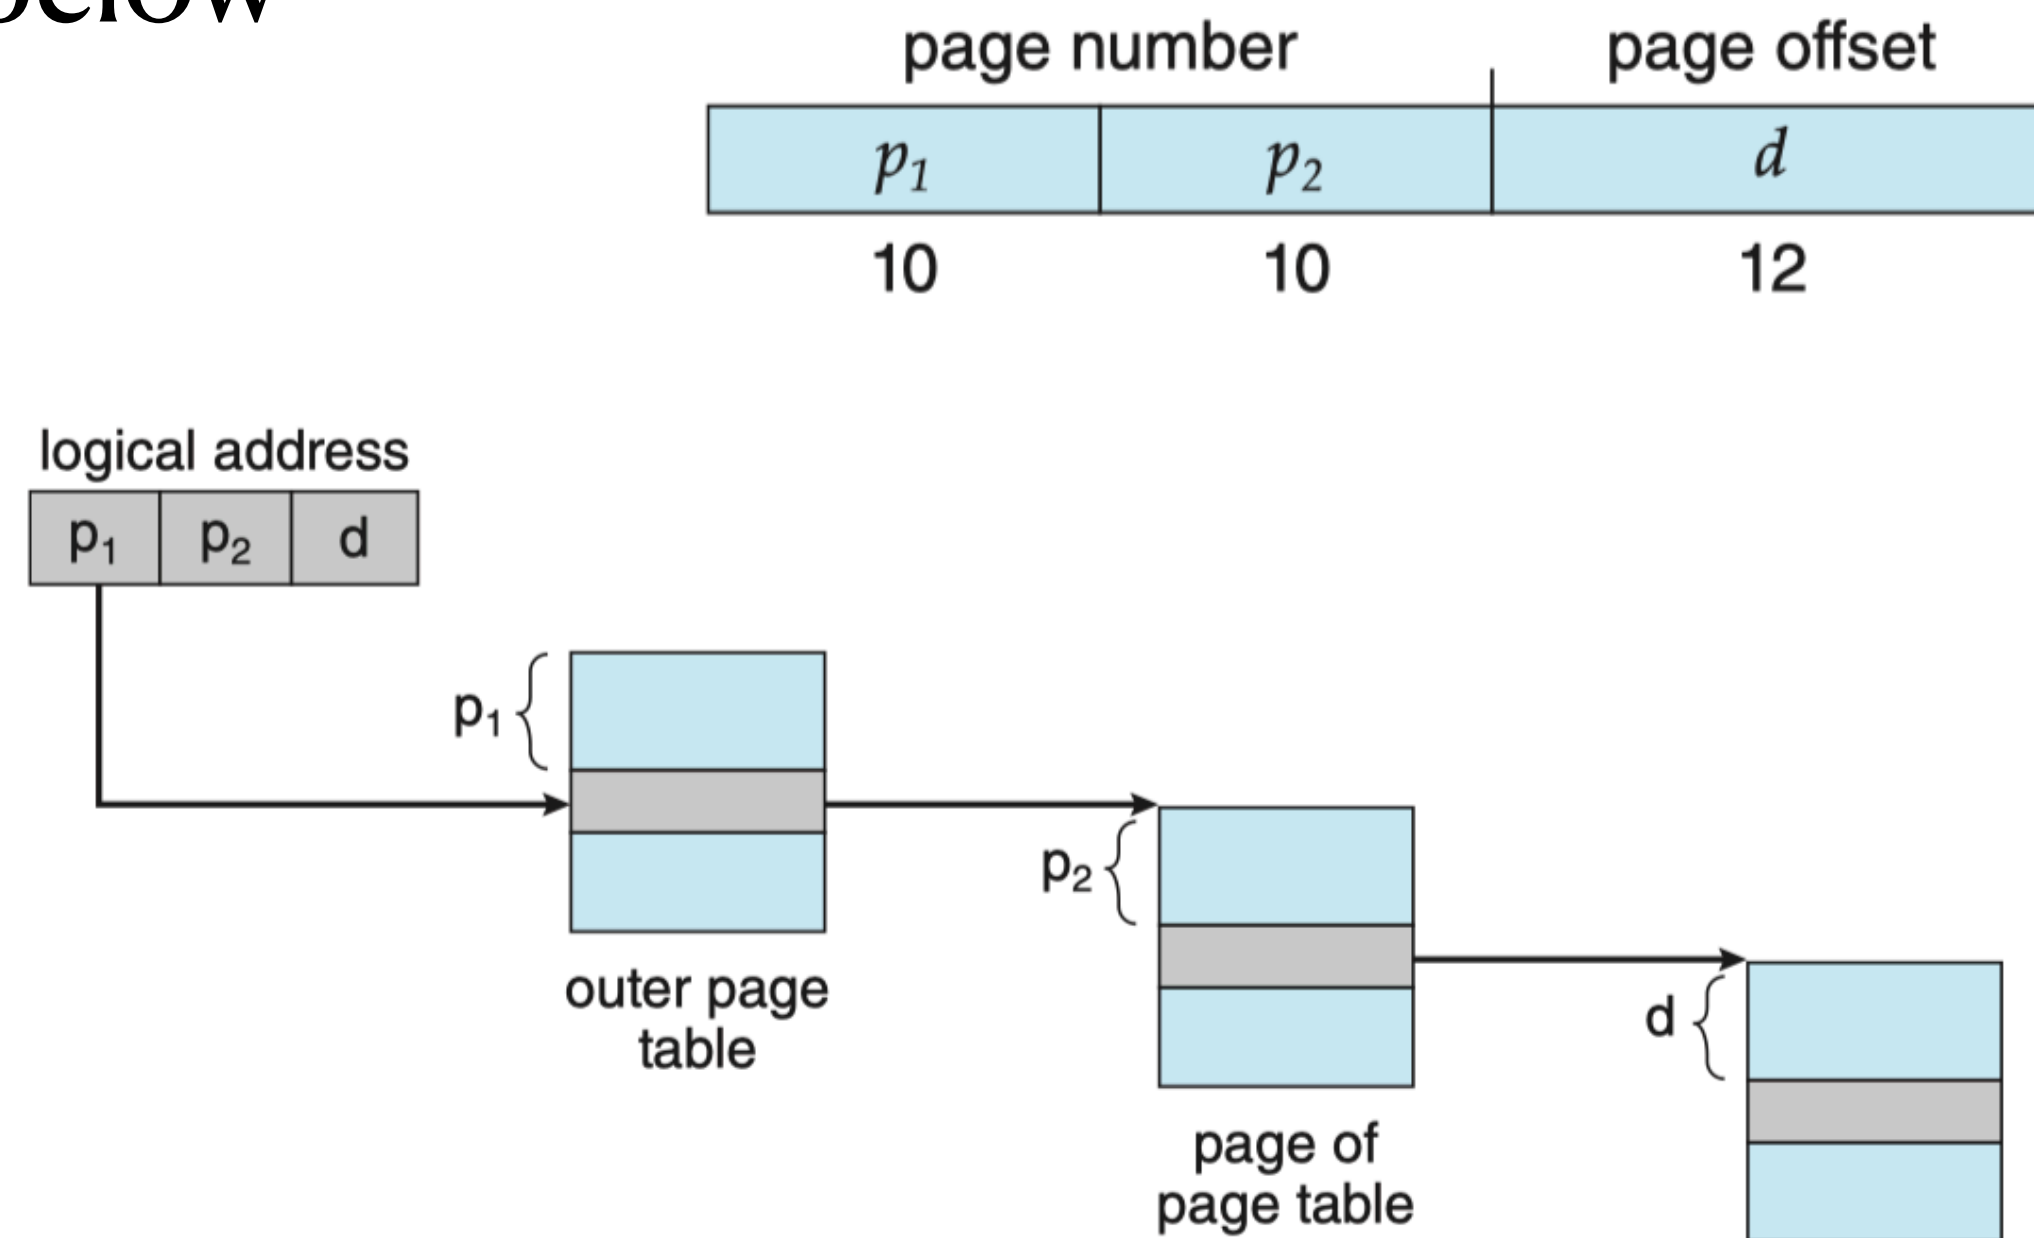 below
page number page offset
p₁ p₂ d
10 10 12
logical address
p₁ p₂ d
p₁
p₂
outer page
table
d
page of
page table